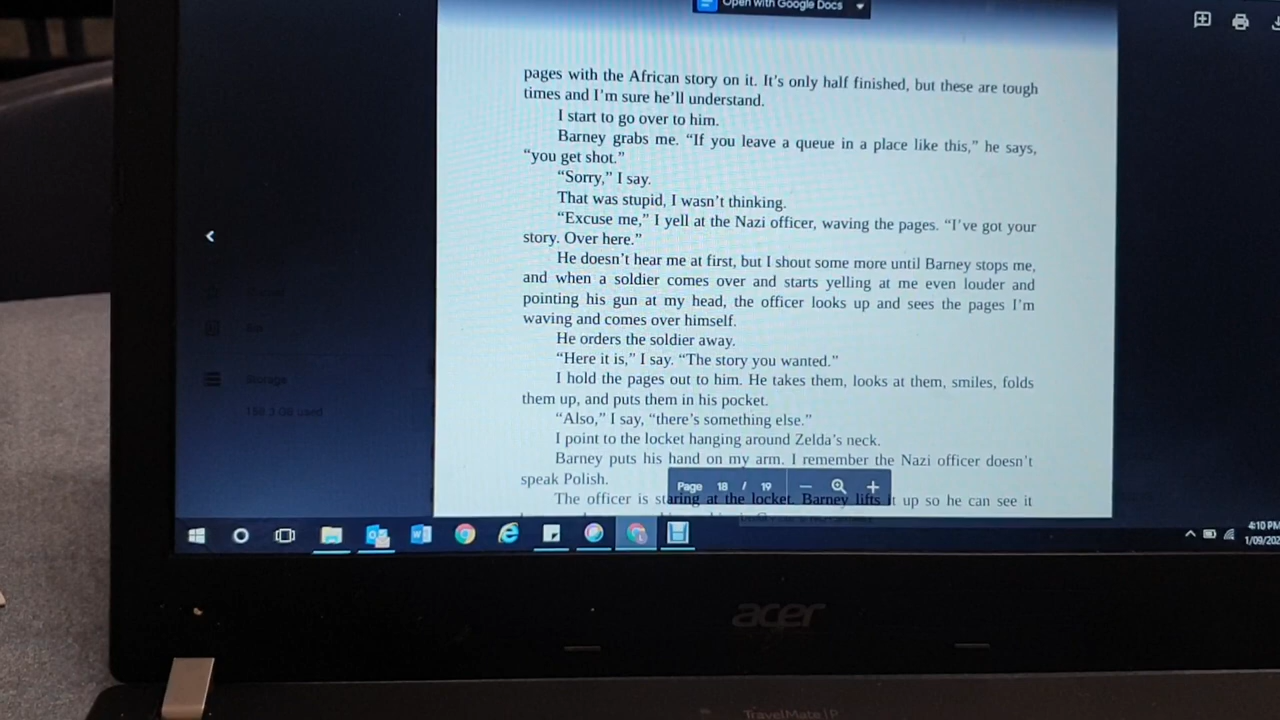 Open with Google Docs
pages with the African story on it. It's only half finished, but these are tough
times and I'm sure he'll understand.
I start to go over to him.
Barney grabs me. “If you leave a queue in a place like this,” he says,
“you get shot.”
“Sorry,” I say.
That was stupid, I wasn't thinking.
“Excuse me,” I yell at the Nazi officer, waving the pages. “I've got your
story. Over here.”
He doesn't hear me at first, but I shout some more until Barney stops me,
and when a soldier comes over and starts yelling at me even louder and
pointing his gun at my head, the officer looks up and sees the pages I'm
waving and comes over himself.
He orders the soldier away.
“Here it is,” I say. “The story you wanted.”
I hold the pages out to him. He takes them, looks at them, smiles, folds
them up, and puts them in his pocket.
“Also,” I say, “there's something else.”
I point to the locket hanging around Zelda's neck.
Barney puts his hand on my arm. I remember the Nazi officer doesn't
speak Polish.
The officer is staring at the locket. Barney lifts it up so he can see it
Page 18 / 19
Bin
Storage
4:10 PM
1/09/202
acer
TravelMate P